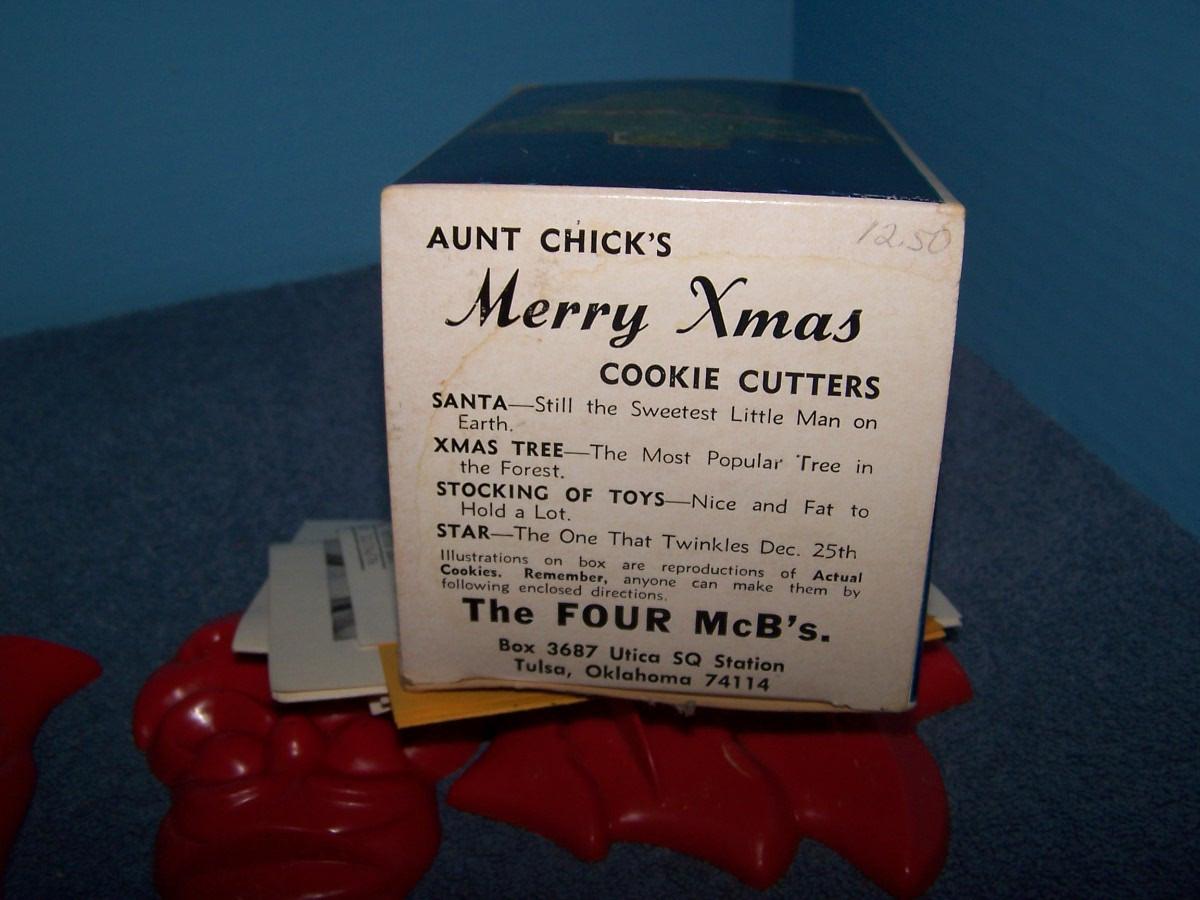 AUNT CHICK'S
12.50
Merry Xmas
COOKIE CUTTERS
SANTA—Still the Sweetest Little Man on
Earth.
XMAS TREE—The Most Popular Tree in
the Forest.
STOCKING OF TOYS—Nice and Fat to
Hold a Lot.
STAR—The One That Twinkles Dec. 25th
Illustrations on box are reproductions of Actual
Cookies. Remember, anyone can make them by
following enclosed directions.
The FOUR McB's.
Box 3687 Utica SQ Station
Tulsa, Oklahoma 74114